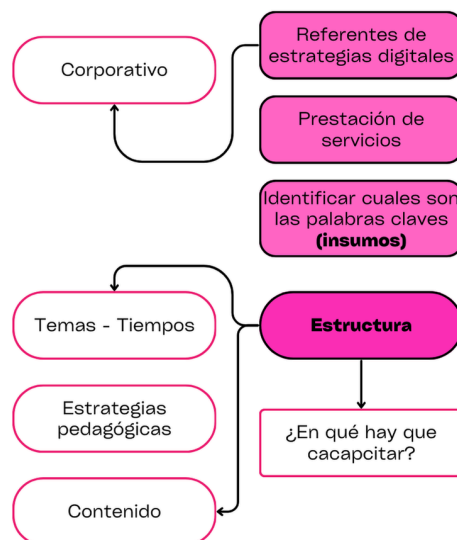 Corporativo
Referentes de
estrategias digitales
Prestación de
servicios
Identificar cuales son
las palabras claves
(insumos)
Temas - Tiempos
Estructura
Estrategias
pedagógicas
¿En qué hay que
cacapcitar?
Contenido